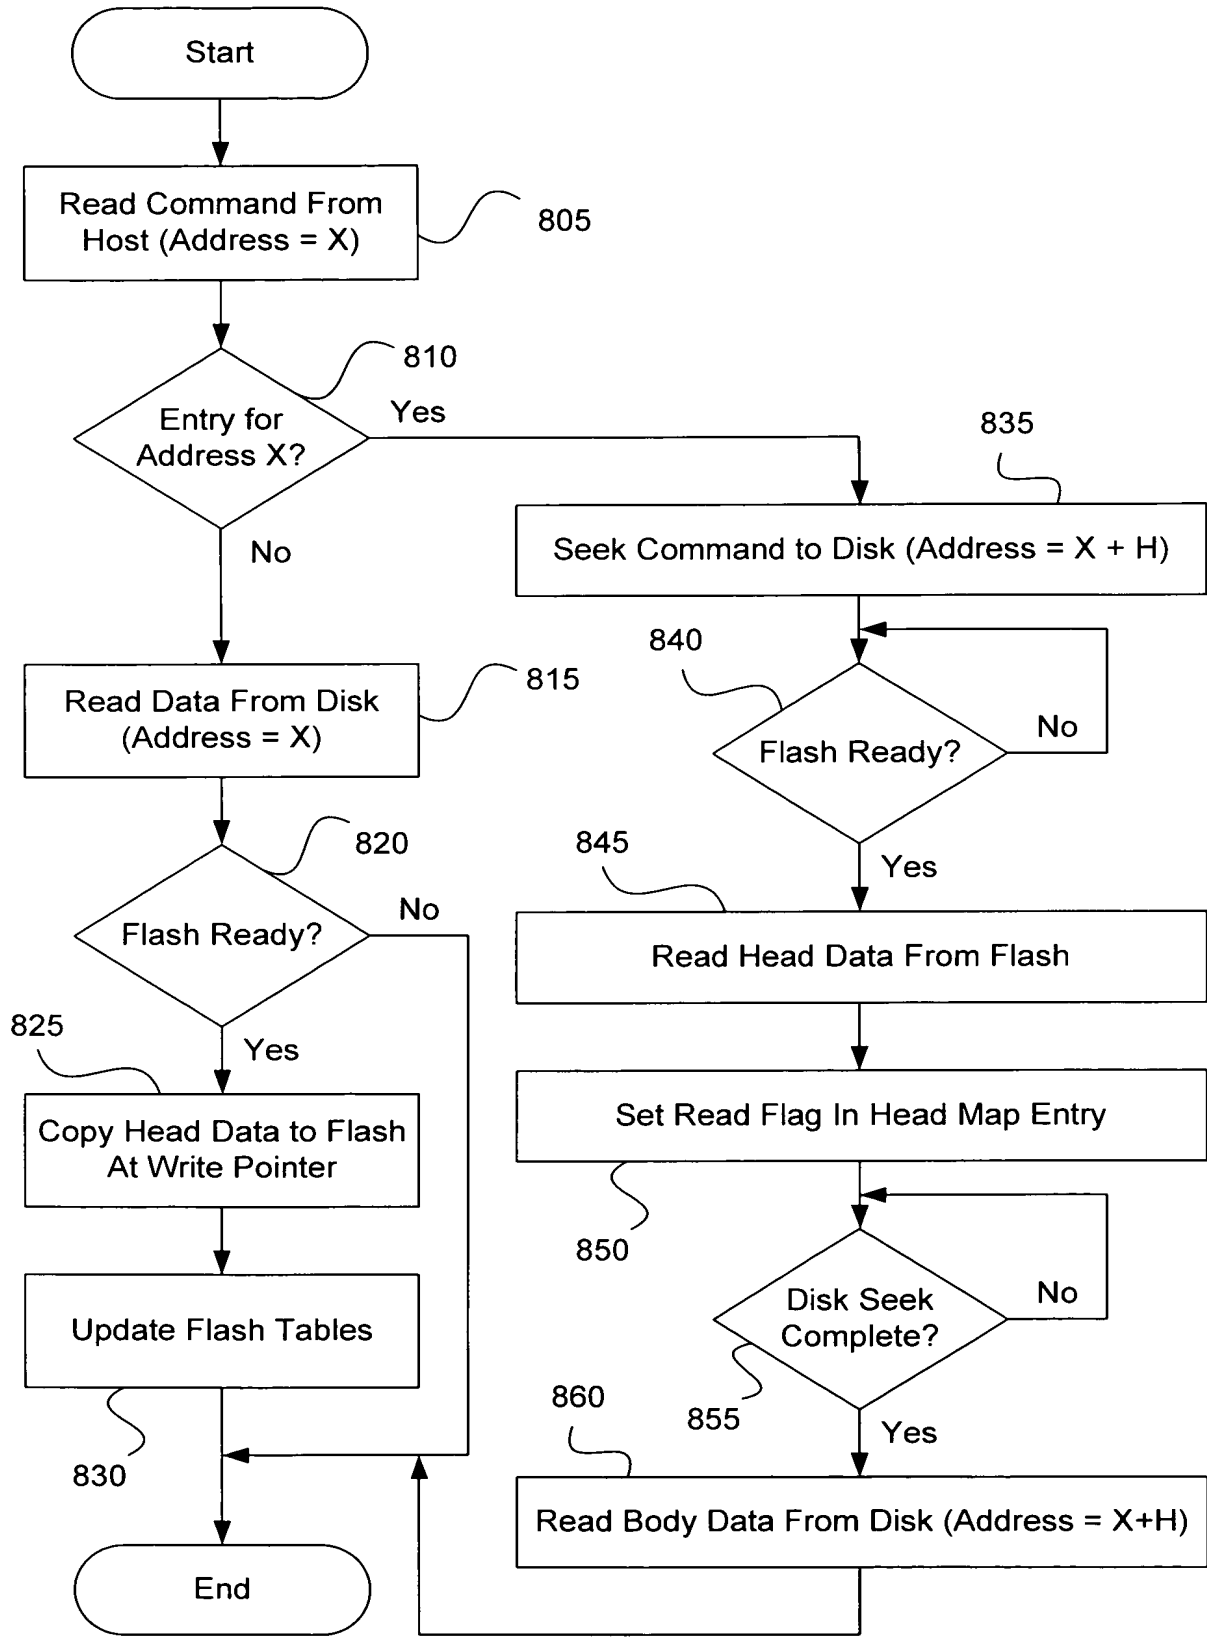 Start
Read Command From
Host (Address = X)
805
810
Entry for
Address X?
Yes
No
835
Seek Command to Disk (Address = X + H)
Read Data From Disk
(Address = X)
815
840
Flash Ready?
No
Yes
820
Flash Ready?
No
Yes
845
Read Head Data From Flash
825
Copy Head Data to Flash
At Write Pointer
Set Read Flag In Head Map Entry
850
Update Flash Tables
830
Disk Seek
Complete?
No
855
Yes
860
Read Body Data From Disk (Address = X+H)
End